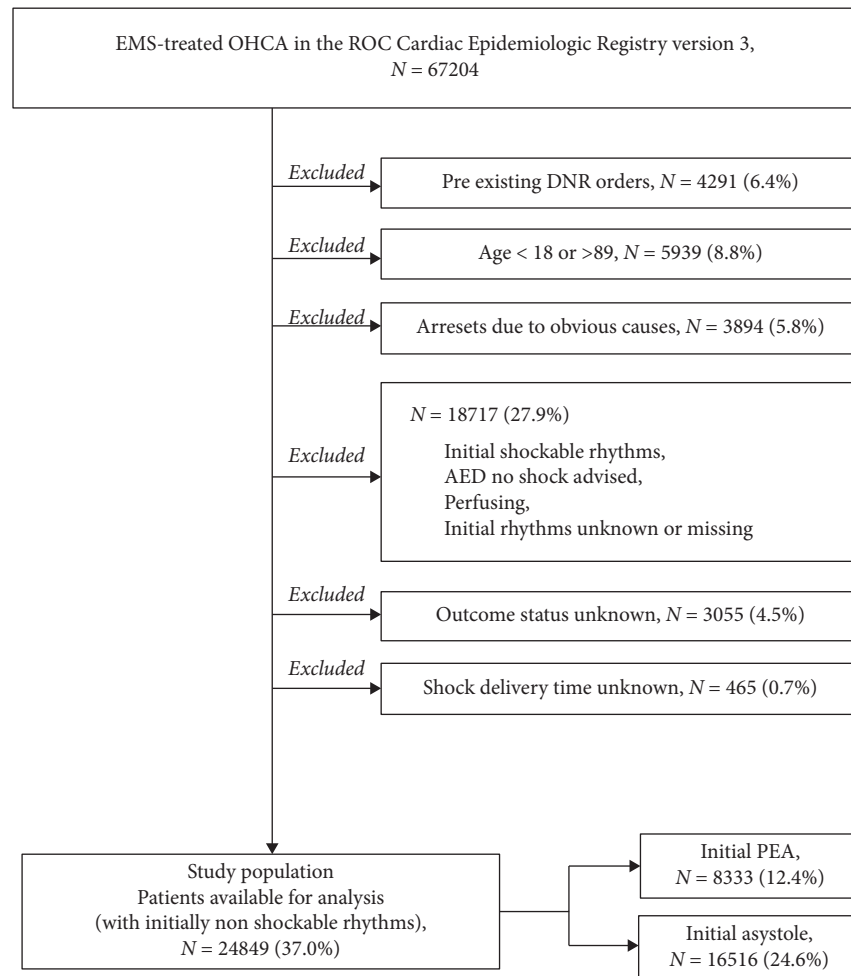 EMS-treated OHCA in the ROC Cardiac Epidemiologic Registry version 3,
N = 67204
Excluded
Pre existing DNR orders, N = 4291 (6.4%)
Excluded
Age < 18 or >89, N = 5939 (8.8%)
Excluded
Arresets due to obvious causes, N = 3894 (5.8%)
N = 18717 (27.9%)
Excluded
Initial shockable rhythms,
AED no shock advised,
Perfusing,
Initial rhythms unknown or missing
Excluded
Outcome status unknown, N = 3055 (4.5%)
Excluded
Shock delivery time unknown, N = 465 (0.7%)
Study population
Patients available for analysis
(with initially non shockable rhythms),
N = 24849 (37.0%)
Initial PEA,
N = 8333 (12.4%)
Initial asystole,
N = 16516 (24.6%)